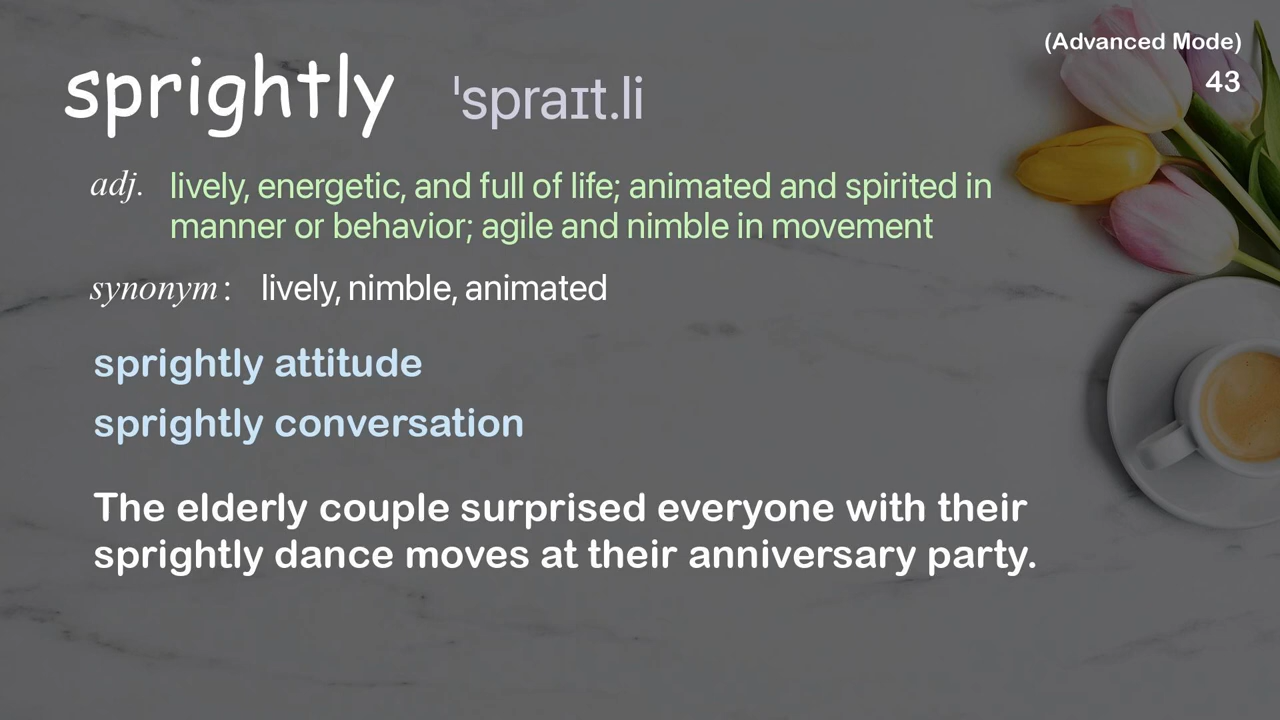 (Advanced Mode)
43
sprightly ˈspraɪt.li
adj. lively, energetic, and full of life; animated and spirited in
manner or behavior; agile and nimble in movement
synonym : lively, nimble, animated
sprightly attitude
sprightly conversation
The elderly couple surprised everyone with their
sprightly dance moves at their anniversary party.